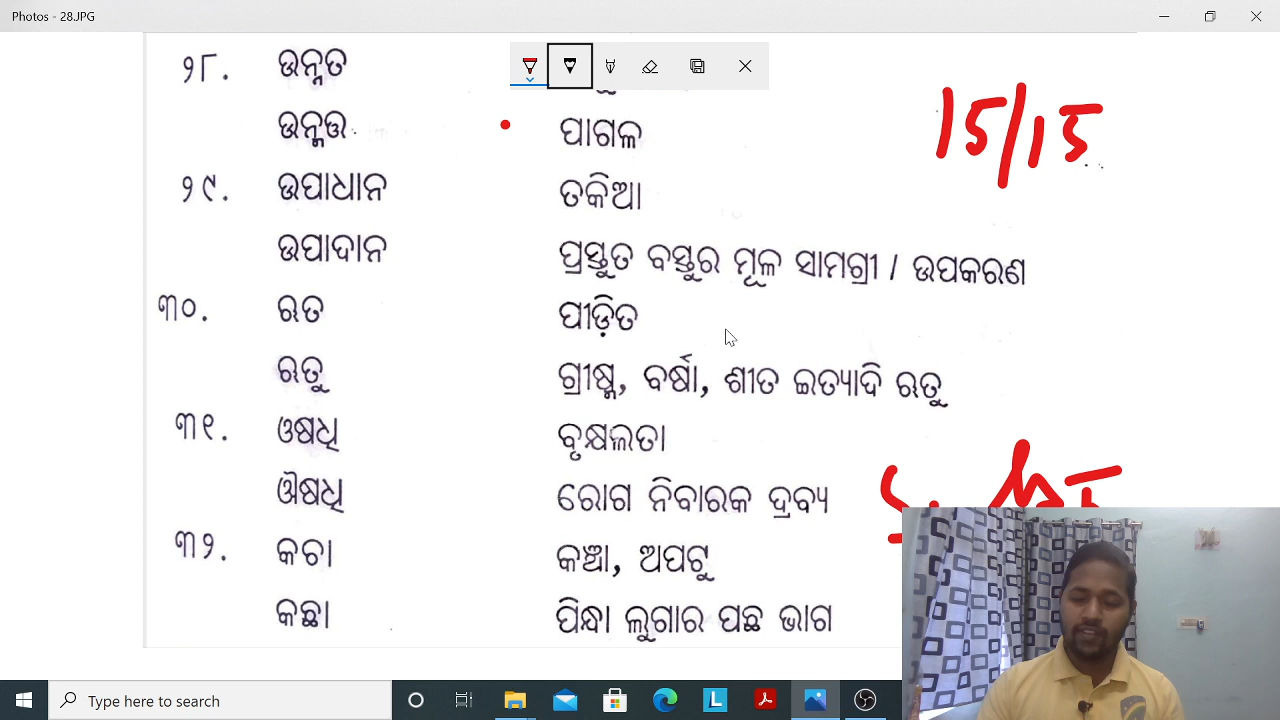 Photos - 28.JPG
୨୮. ଉନ୍ନତ
ଉନ୍ମତ୍ତ ପାଗଳ
15/15
୨୯. ଉପାଧାନ ତକିଆ
ଉପାଦାନ ପ୍ରସ୍ତୁତ ବସ୍ତୁର ମୂଳ ସାମଗ୍ରୀ / ଉପକରଣ
୩୦. ଋତ ପୀଡ଼ିତ
ଋତୁ ଗ୍ରୀଷ୍ମ, ବର୍ଷା, ଶୀତ ଇତ୍ୟାଦି ଋତୁ
୩୧. ଓଷଧି ବୃକ୍ଷଲତା
ଔଷଧି ରୋଗ ନିବାରକ ଦ୍ରବ୍ୟ
୩୨. କଚା କଞ୍ଚା, ଅପଟୁ
କଛା ପିନ୍ଧା ଲୁଗାର ପଛ ଭାଗ
Type here to search